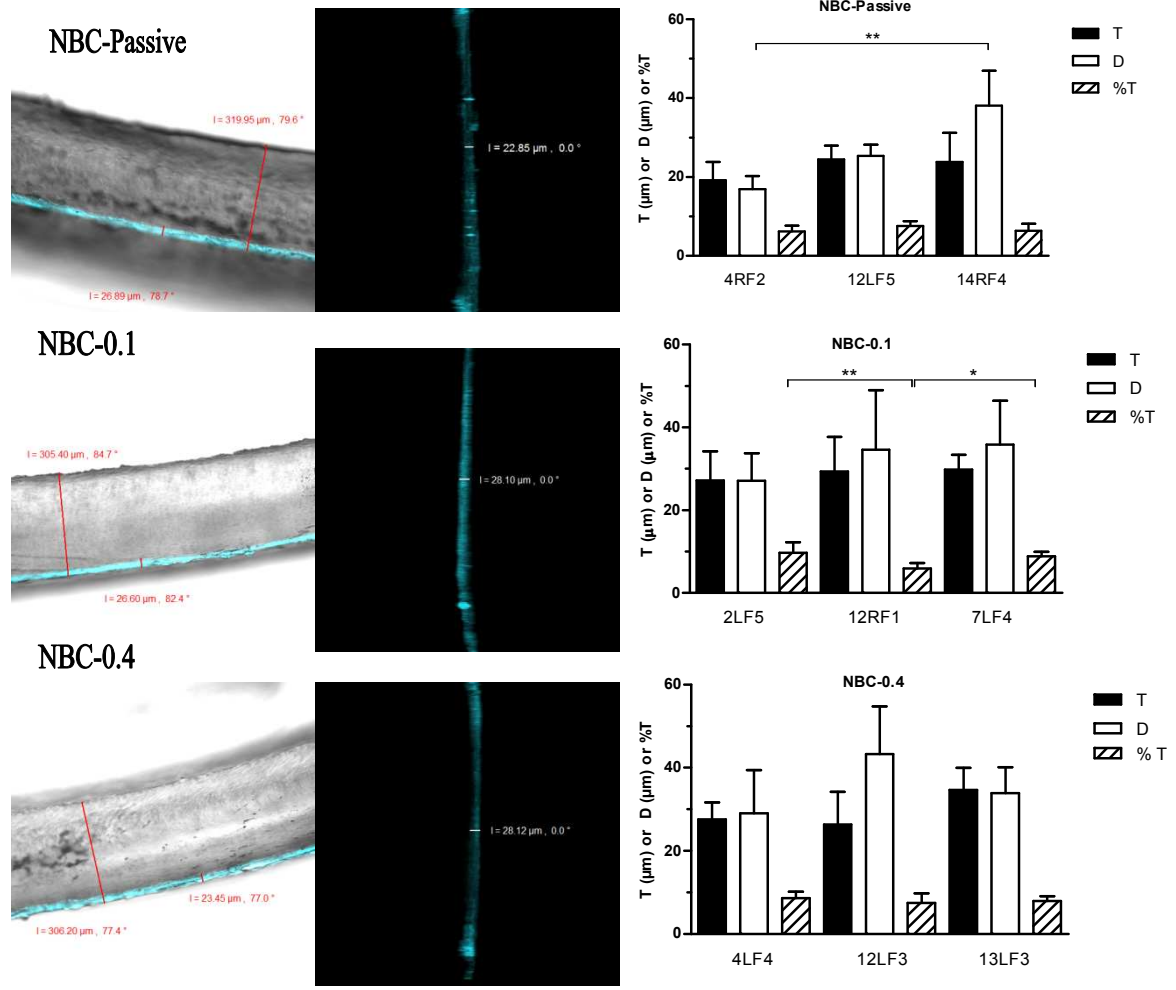 NBC-Passive
l = 319.95 µm , 79.6 °
l = 26.89 µm , 78.7 °
l = 22.85 µm , 0.0 °
NBC-Passive
T (µm) or D (µm) or %T
60
40
20
0
**
4RF2 12LF5 14RF4
T
D
%T
NBC-0.1
l = 305.40 µm , 84.7 °
l = 26.60 µm , 82.4 °
l = 28.10 µm , 0.0 °
NBC-0.1
T (µm) or D (µm) or %T
60
40
20
0
** *
2LF5 12RF1 7LF4
T
D
%T
NBC-0.4
l = 306.20 µm , 77.4 °
l = 23.45 µm , 77.0 °
l = 28.12 µm , 0.0 °
NBC-0.4
T (µm) or D (µm) or %T
60
40
20
0
4LF4 12LF3 13LF3
T
D
% T